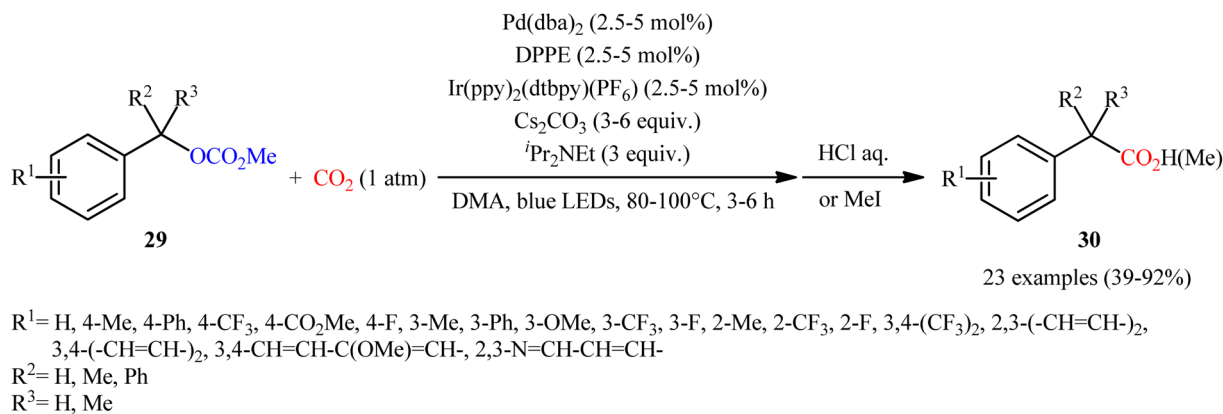 Pd(dba)₂ (2.5-5 mol%)
DPPE (2.5-5 mol%)
Ir(ppy)₂(dtbpy)(PF₆) (2.5-5 mol%)
Cs₂CO₃ (3-6 equiv.)
ⁱPr₂NEt (3 equiv.)
DMA, blue LEDs, 80-100°C, 3-6 h
R² R³
R¹
OCO₂Me
+ CO₂ (1 atm)
29
HCl aq.
or MeI
R² R³
R¹
CO₂H(Me)
30
23 examples (39-92%)
R¹= H, 4-Me, 4-Ph, 4-CF₃, 4-CO₂Me, 4-F, 3-Me, 3-Ph, 3-OMe, 3-CF₃, 3-F, 2-Me, 2-CF₃, 2-F, 3,4-(CF₃)₂, 2,3-(-CH=CH-)₂,
3,4-(-CH=CH-)₂, 3,4-CH=CH-C(OMe)=CH-, 2,3-N=CH-CH=CH-
R²= H, Me, Ph
R³= H, Me